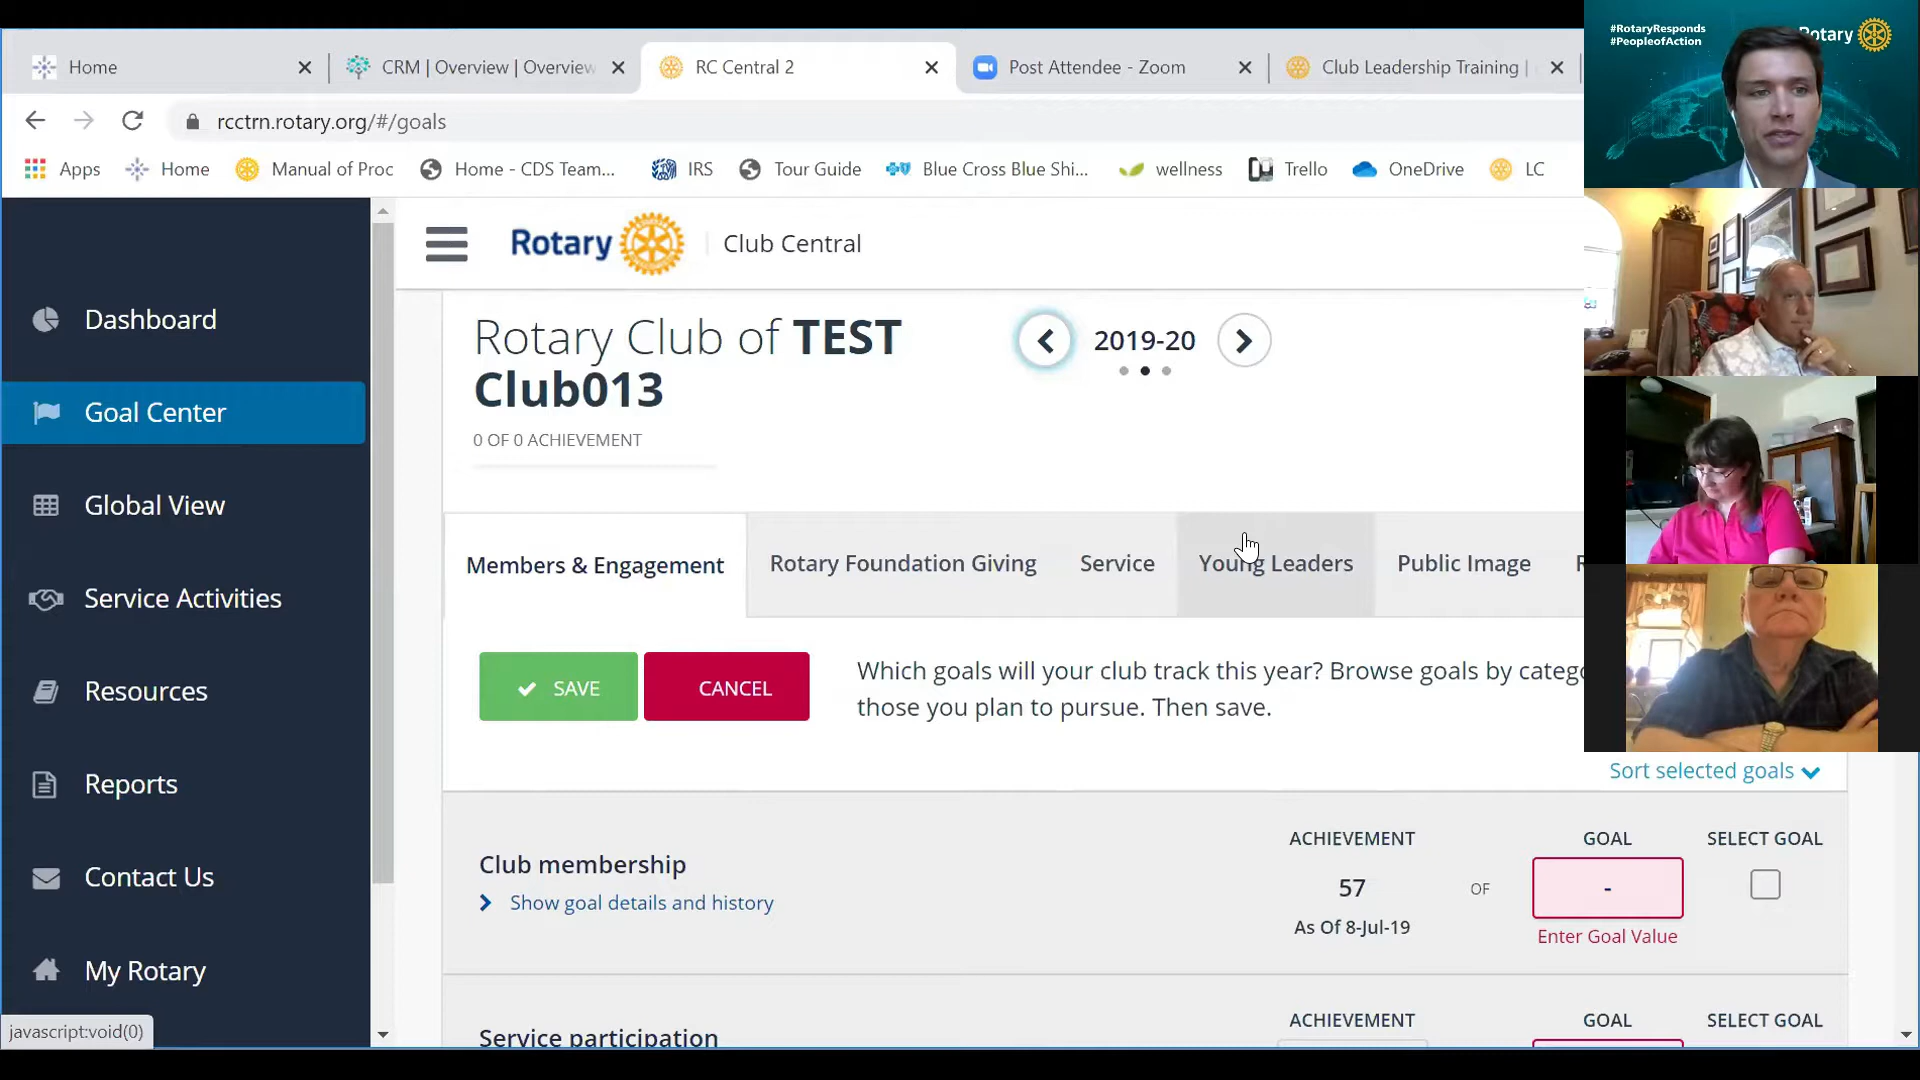 Home
CRM | Overview | Overview
RC Central 2
Post Attendee - Zoom
Club Leadership Training |
rcctrn.rotary.org/#/goals
Apps
Home
Manual of Proc
Home - CDS Team...
IRS
Tour Guide
Blue Cross Blue Shi...
wellness
Trello
OneDrive
LC
#RotaryResponds
#PeopleofAction
Rotary
Rotary
Club Central
Dashboard
Goal Center
Global View
Service Activities
Resources
Reports
Contact Us
My Rotary
javascript:void(0)
Rotary Club of TEST
Club013
0 OF 0 ACHIEVEMENT
2019-20
Members & Engagement
Rotary Foundation Giving
Service
Young Leaders
Public Image
SAVE
CANCEL
Which goals will your club track this year? Browse goals by catego
those you plan to pursue. Then save.
Sort selected goals
Club membership
Show goal details and history
ACHIEVEMENT
57
As Of 8-Jul-19
OF
GOAL
-
Enter Goal Value
SELECT GOAL
Service participation
ACHIEVEMENT
GOAL
SELECT GOAL